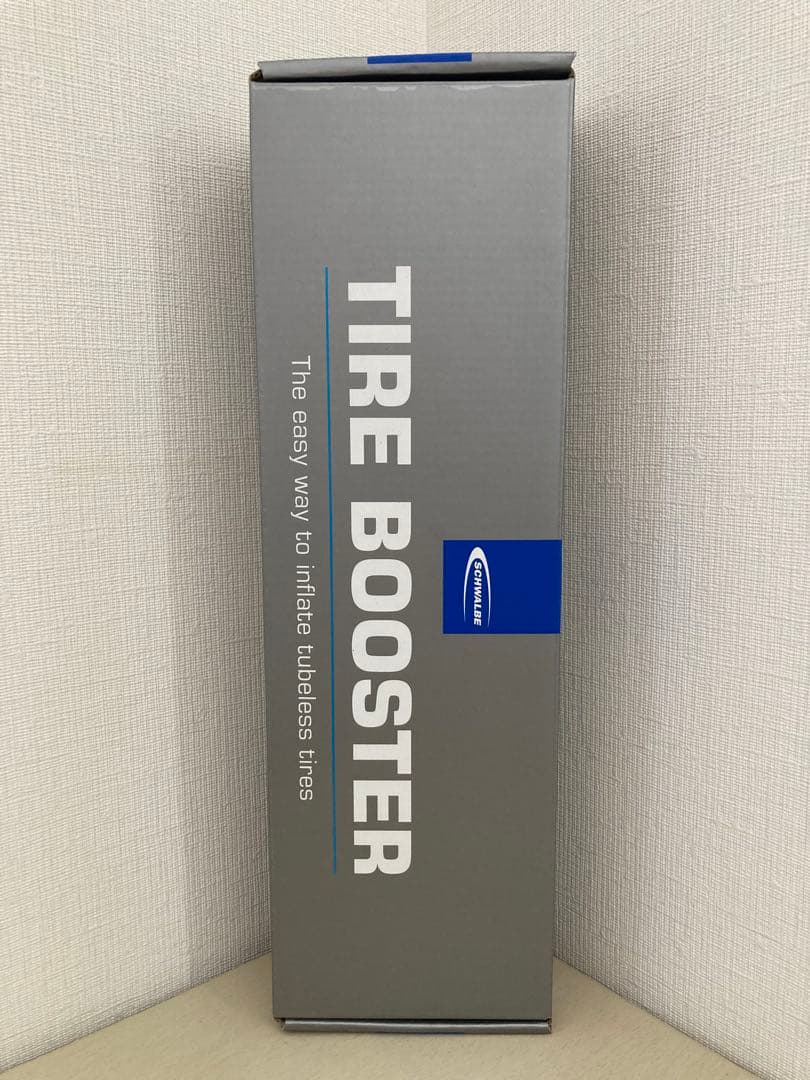 SCHWALBE
TIRE BOOSTER
The easy way to inflate tubeless tires